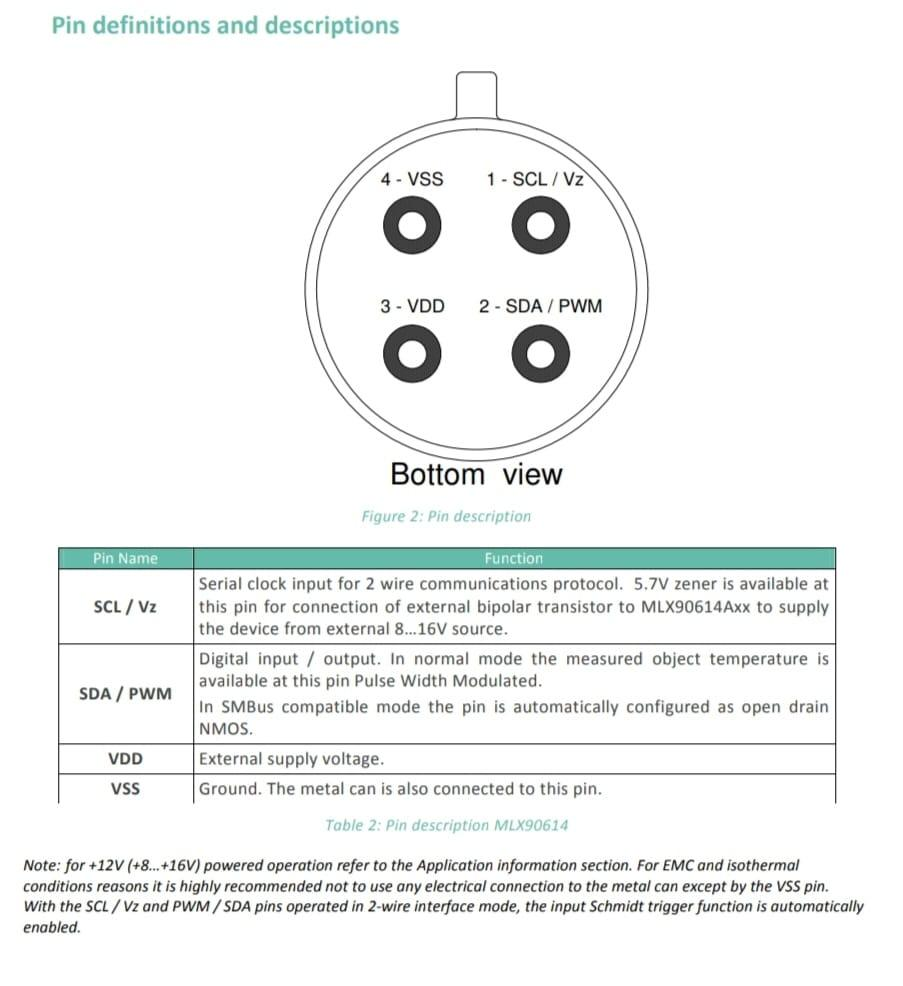 Pin definitions and descriptions
4 - VSS 1 - SCL / Vz
3 - VDD 2 - SDA / PWM
Bottom view
Figure 2: Pin description
Pin Name Function
SCL / Vz
Serial clock input for 2 wire communications protocol. 5.7V zener is available at
this pin for connection of external bipolar transistor to MLX90614Axx to supply
the device from external 8...16V source.
SDA / PWM
Digital input / output. In normal mode the measured object temperature is
available at this pin Pulse Width Modulated.
In SMBus compatible mode the pin is automatically configured as open drain
NMOS.
VDD External supply voltage.
VSS Ground. The metal can is also connected to this pin.
Table 2: Pin description MLX90614
Note: for +12V (+8...+16V) powered operation refer to the Application information section. For EMC and isothermal
conditions reasons it is highly recommended not to use any electrical connection to the metal can except by the VSS pin.
With the SCL / Vz and PWM / SDA pins operated in 2-wire interface mode, the input Schmidt trigger function is automatically
enabled.